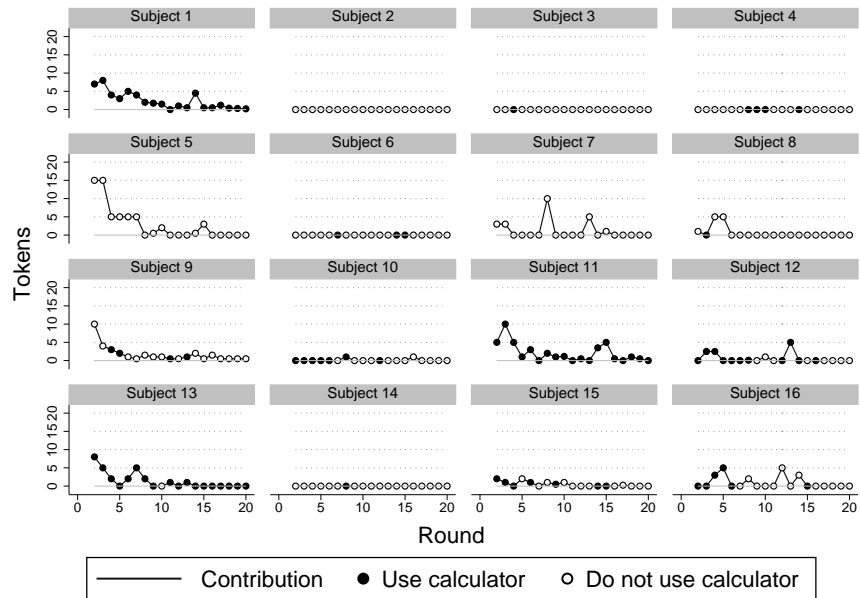 Subject 1 Subject 2 Subject 3 Subject 4
0 5 10 15 20
Subject 5 Subject 6 Subject 7 Subject 8
0 5 10 15 20
Subject 9 Subject 10 Subject 11 Subject 12
0 5 10 15 20
Subject 13 Subject 14 Subject 15 Subject 16
0 5 10 15 20
Tokens
0 5 10 15 20 0 5 10 15 20 0 5 10 15 20 0 5 10 15 20
Round
Contribution Use calculator Do not use calculator